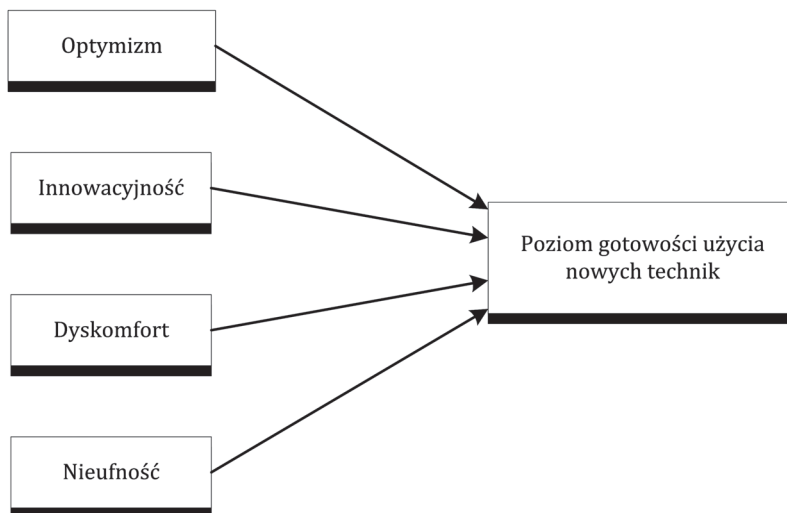 Optymizm
Innowacyjność
Dyskomfort
Nieufność
Poziom gotowości użycia
nowych technik